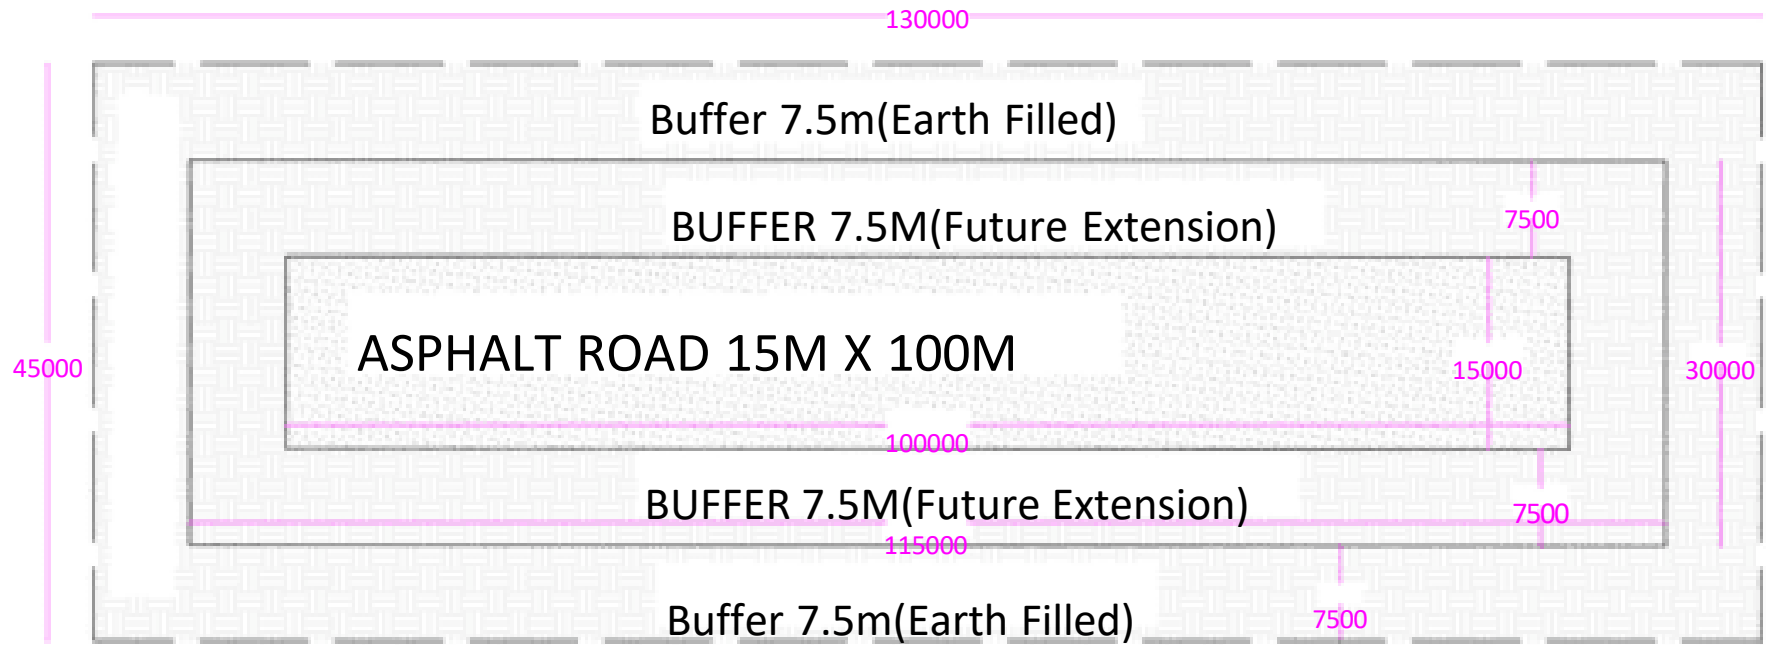 130000
Buffer 7.5m(Earth Filled)
BUFFER 7.5M(Future Extension)
7500
ASPHALT ROAD 15M X 100M
45000
15000
30000
100000
BUFFER 7.5M(Future Extension)
7500
115000
Buffer 7.5m(Earth Filled)
7500